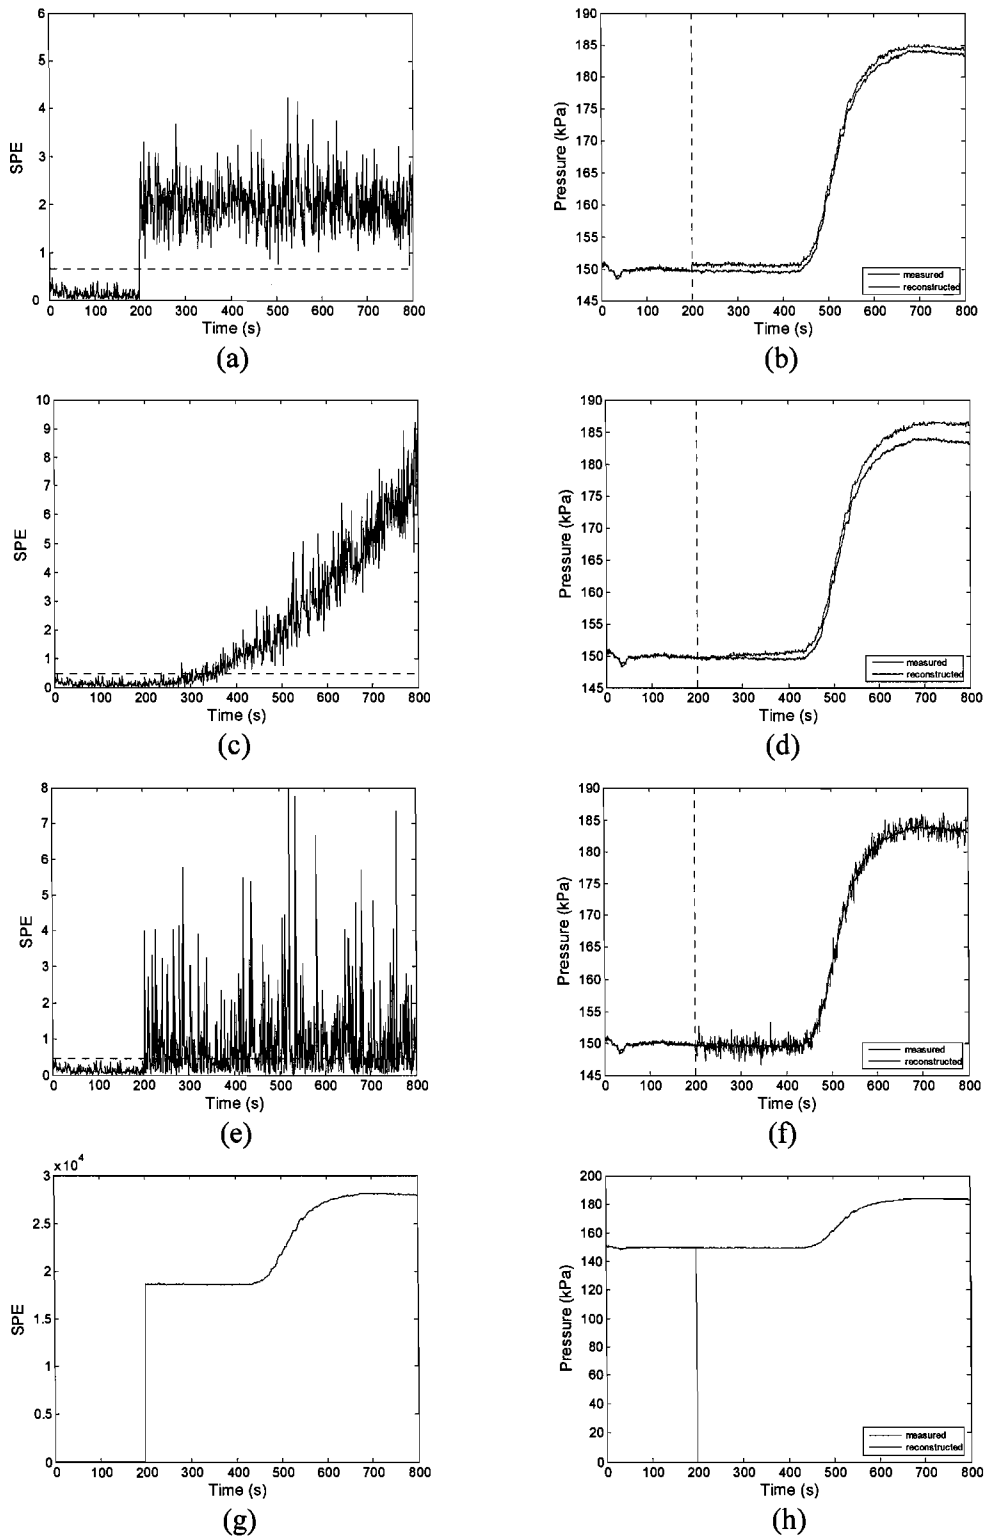 6
5
4
3
2
1
0
SPE
0 100 200 300 400 500 600 700 800
Time (s)
(a)
190
185
180
175
170
165
160
155
150
145
Pressure (kPa)
measured
reconstructed
0 100 200 300 400 500 600 700 800
Time (s)
(b)
10
9
8
7
6
5
4
3
2
1
0
SPE
0 100 200 300 400 500 600 700 800
Time (s)
(c)
190
185
180
175
170
165
160
155
150
145
Pressure (kPa)
measured
reconstructed
0 100 200 300 400 500 600 700 800
Time (s)
(d)
8
7
6
5
4
3
2
1
0
SPE
0 100 200 300 400 500 600 700 800
Time (s)
(e)
190
185
180
175
170
165
160
155
150
145
Pressure (kPa)
measured
reconstructed
0 100 200 300 400 500 600 700 800
Time (s)
(f)
×10⁴
3
2.5
2
1.5
1
0.5
0
SPE
0 100 200 300 400 500 600 700 800
Time (s)
(g)
200
180
160
140
120
100
80
60
40
20
0
Pressure (kPa)
measured
reconstructed
0 100 200 300 400 500 600 700 800
Time (s)
(h)